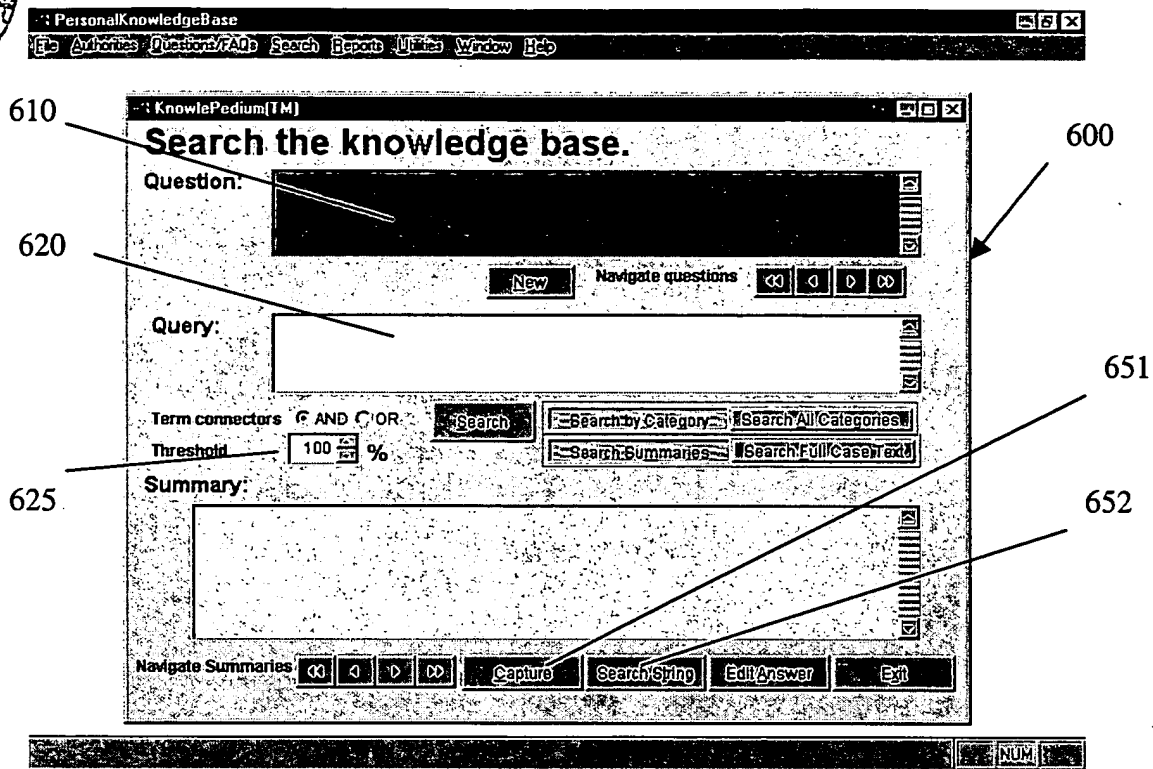 PersonalKnowledgeBase
File Authorities Questions/FAQs Search Reports Utilities Window Help
610
KnowlePedium(TM)
600
Search the knowledge base.
Question:
620
New Navigate questions
Query:
651
Term connectors AND OR Search Search by Category Search All Categories
Threshold 100 % Search Summaries Search Full Case Text
625
Summary:
652
Navigate Summaries Capture Search String Edit Answer Exit
NUM